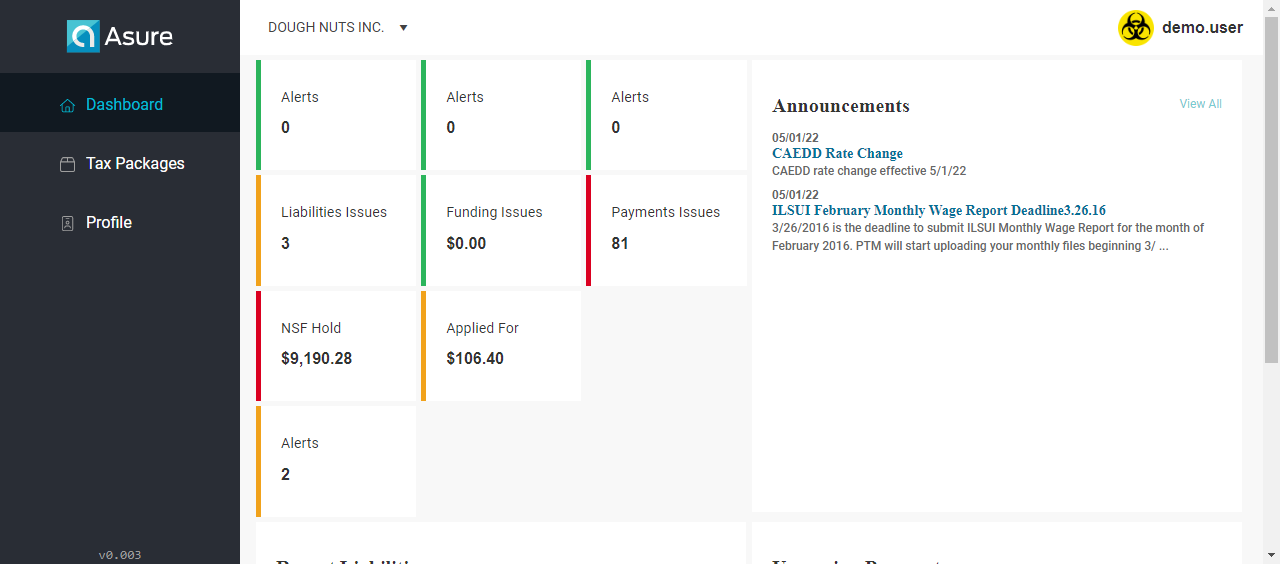 Asure
DOUGH NUTS INC.
demo.user
Dashboard
Tax Packages
Profile
v0.003
Alerts
0
Alerts
0
Alerts
0
Liabilities Issues
3
Funding Issues
$0.00
Payments Issues
81
NSF Hold
$9,190.28
Applied For
$106.40
Alerts
2
Announcements
View All
05/01/22
CAEDD Rate Change
CAEDD rate change effective 5/1/22
05/01/22
ILSUI February Monthly Wage Report Deadline3.26.16
3/26/2016 is the deadline to submit ILSUI Monthly Wage Report for the month of
February 2016. PTM will start uploading your monthly files beginning 3/ ...